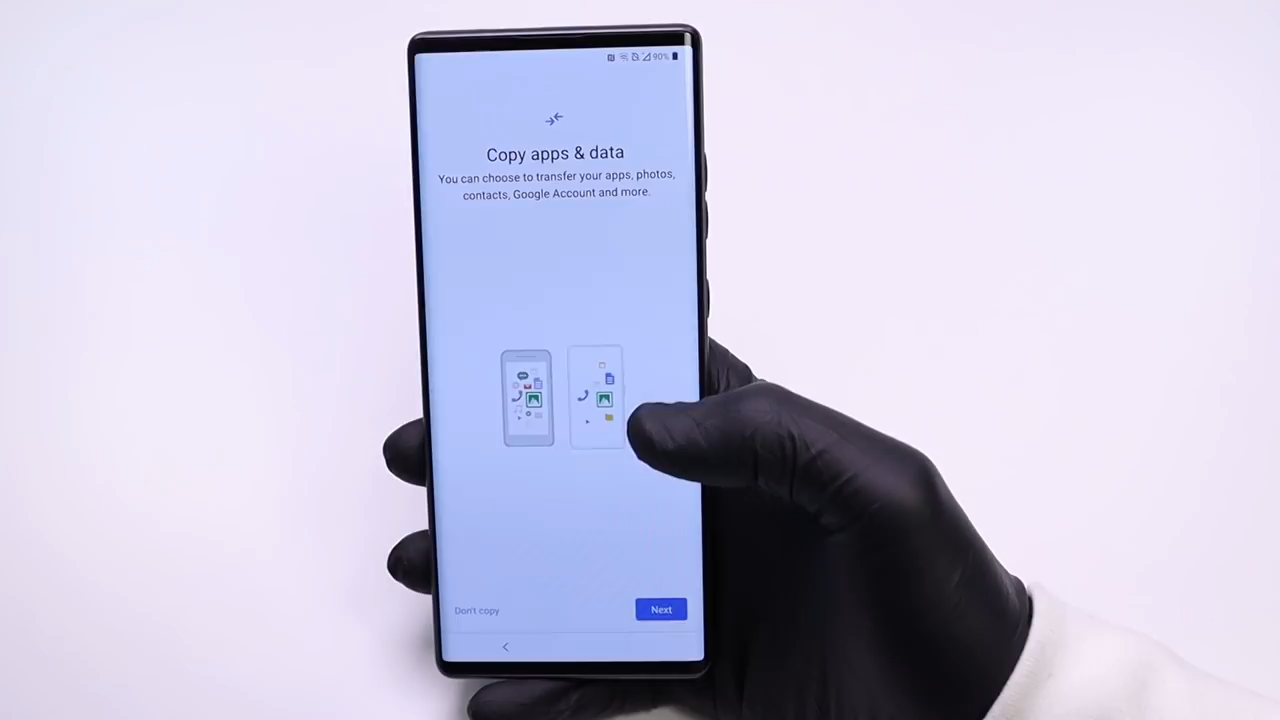 90%
Copy apps & data
You can choose to transfer your apps, photos,
contacts, Google Account and more.
Don't copy
Next